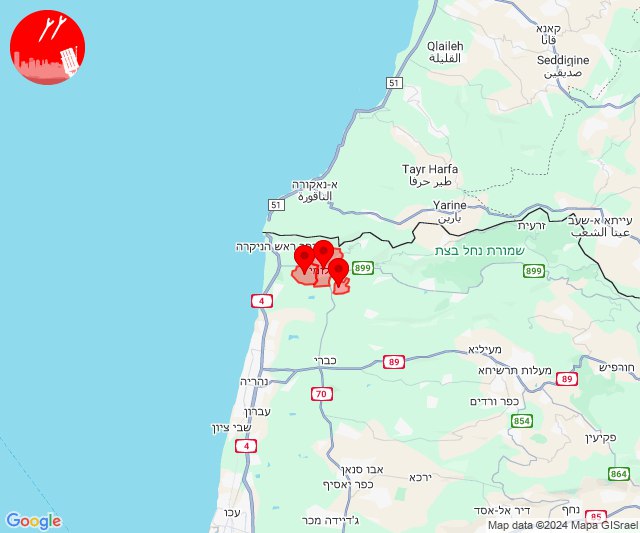 קאנא
قانا
Qlaileh
القليلة
Seddiqine
صديقين
51
Tayr Harfa
طير حرفا
א-נאקורה
الناقورة
51
Yarine
يارين
עייתא א-שעב
عيتا الشعب
זרעית
ראש הניקרה
שמורת נחל בצת
899
899
4
מעיליא
כברי
89
חורפיש
מעלות תרשיחא
89
נהריה
70
כפר ורדים
עברון
854
שבי ציון
פקיעין
4
אבו סנאן
ירכא
864
כפר יאסיף
עכו
ג'דיידה מכר
דיר אל-אסד
נחף
85
Google
Map data ©2024 Mapa GISrael